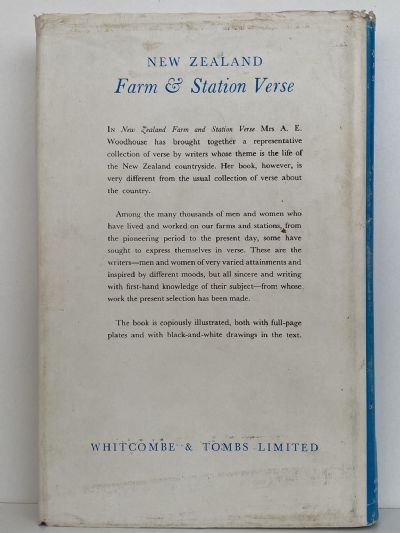 NEW ZEALAND
Farm & Station Verse
IN New Zealand Farm and Station Verse Mrs A. E.
Woodhouse has brought together a representative
collection of verse by writers whose theme is the life of
the New Zealand countryside. Her book, however, is
very different from the usual collection of verse about
the country.
Among the many thousands of men and women who
have lived and worked on our farms and stations, from
the pioneering period to the present day, some have
sought to express themselves in verse. These are the
writers—men and women of very varied attainments and
inspired by different moods, but all sincere and writing
with first-hand knowledge of their subject—from whose
work the present selection has been made.
The book is copiously illustrated, both with full-page
plates and with black-and-white drawings in the text.
WHITCOMBE & TOMBS LIMITED